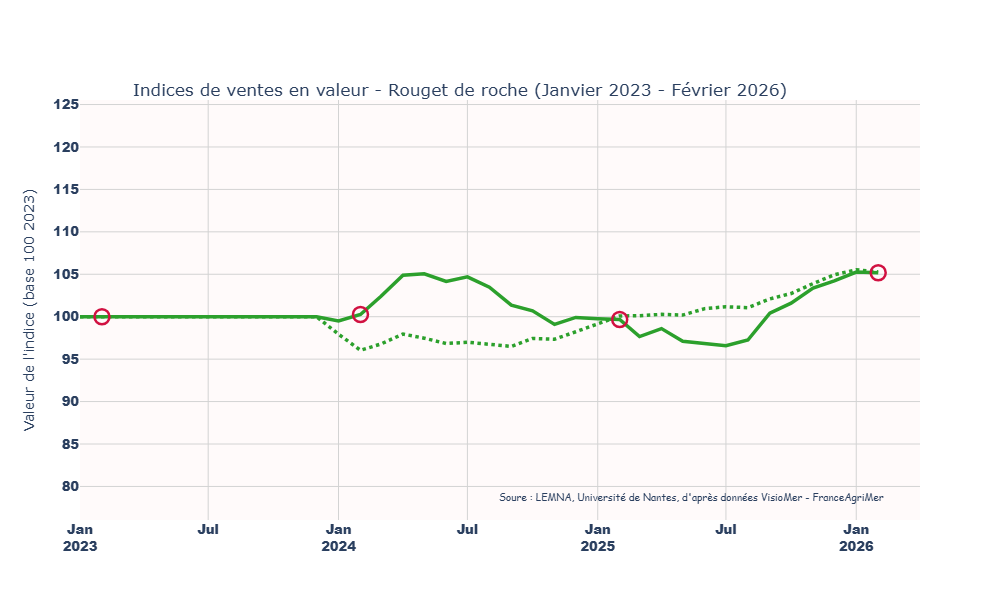 Indices de ventes en valeur - Rouget de roche (Janvier 2023 - Février 2026)
Valeur de l'indice (base 100 2023)
125
120
115
110
105
100
95
90
85
80
Soure : LEMNA, Université de Nantes, d'après données VisioMer - FranceAgriMer
Jan Jul Jan Jul Jan Jul Jan
2023 2024 2025 2026